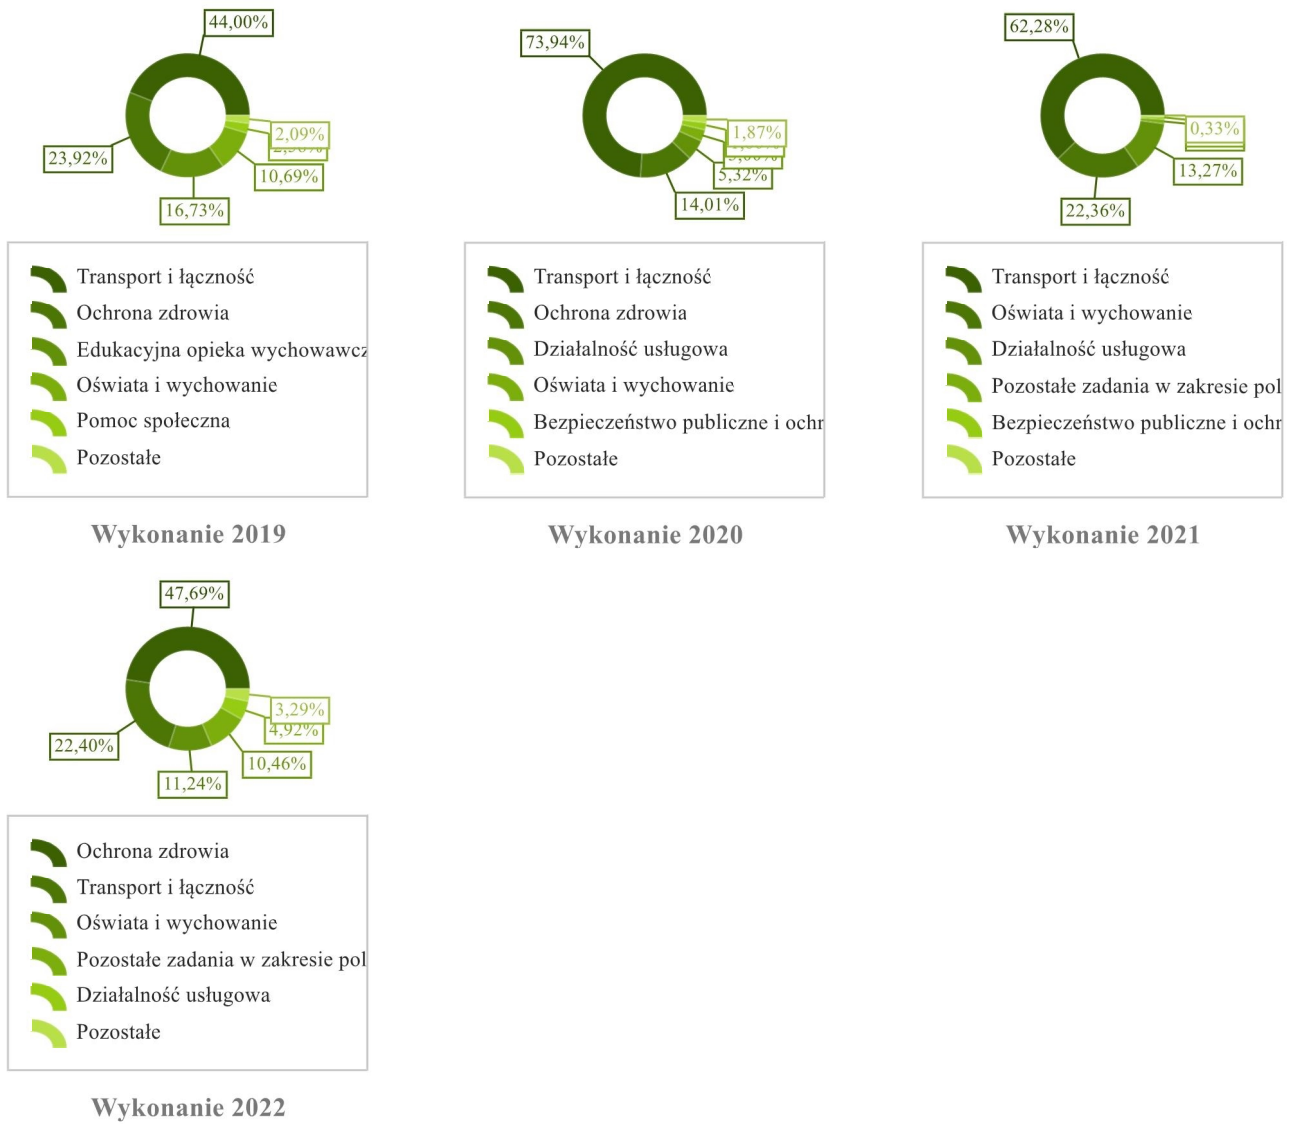 44,00%
2,09%
23,92%
10,69%
16,73%
Transport i łączność
Ochrona zdrowia
Edukacyjna opieka wychowawcz
Oświata i wychowanie
Pomoc społeczna
Pozostałe
Wykonanie 2019
73,94%
1,87%
5,32%
14,01%
Transport i łączność
Ochrona zdrowia
Działalność usługowa
Oświata i wychowanie
Bezpieczeństwo publiczne i ochr
Pozostałe
Wykonanie 2020
62,28%
0,33%
13,27%
22,36%
Transport i łączność
Oświata i wychowanie
Działalność usługowa
Pozostałe zadania w zakresie pol
Bezpieczeństwo publiczne i ochr
Pozostałe
Wykonanie 2021
47,69%
3,29%
4,92%
22,40%
10,46%
11,24%
Ochrona zdrowia
Transport i łączność
Oświata i wychowanie
Pozostałe zadania w zakresie pol
Działalność usługowa
Pozostałe
Wykonanie 2022